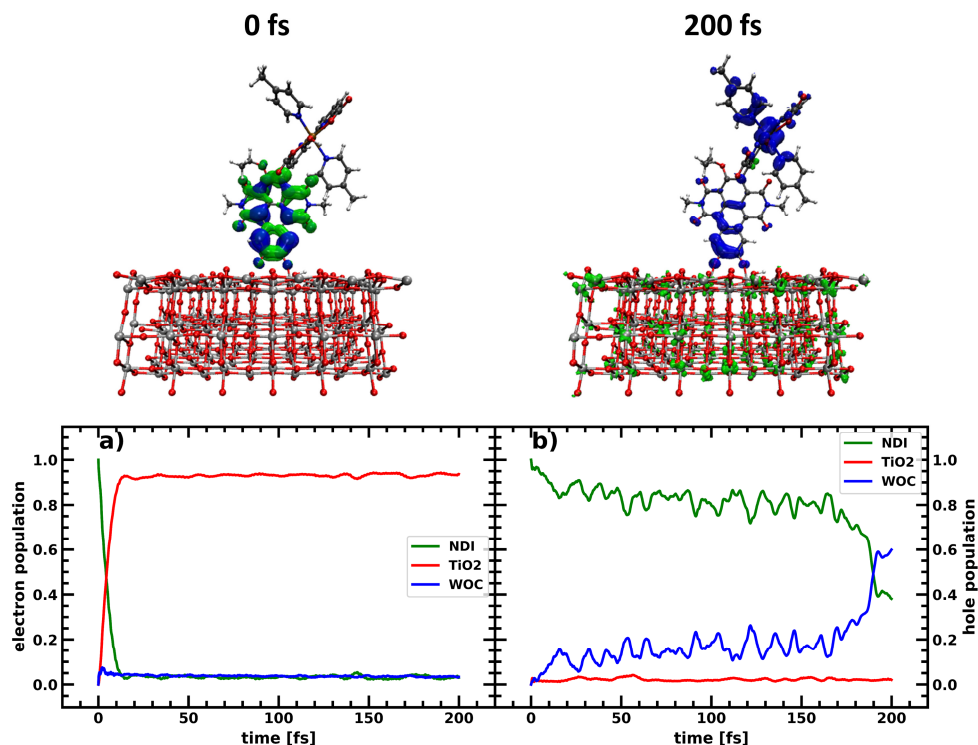 0 fs
200 fs
a)
electron population
1.0
0.8
0.6
0.4
0.2
0.0
NDI
TiO2
WOC
0
50
100
150
200
time [fs]
b)
NDI
TiO2
WOC
1.0
0.8
0.6
0.4
0.2
0.0
hole population
0
50
100
150
200
time [fs]